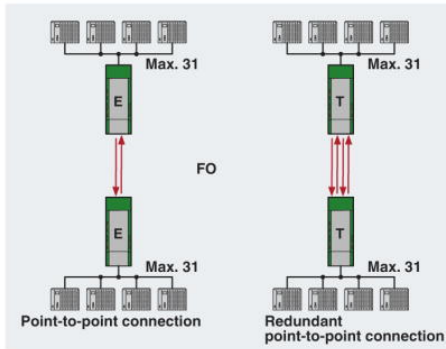 Max. 31
Max. 31
E
T
FO
E
T
Max. 31
Max. 31
Point-to-point connection
Redundant
point-to-point connection